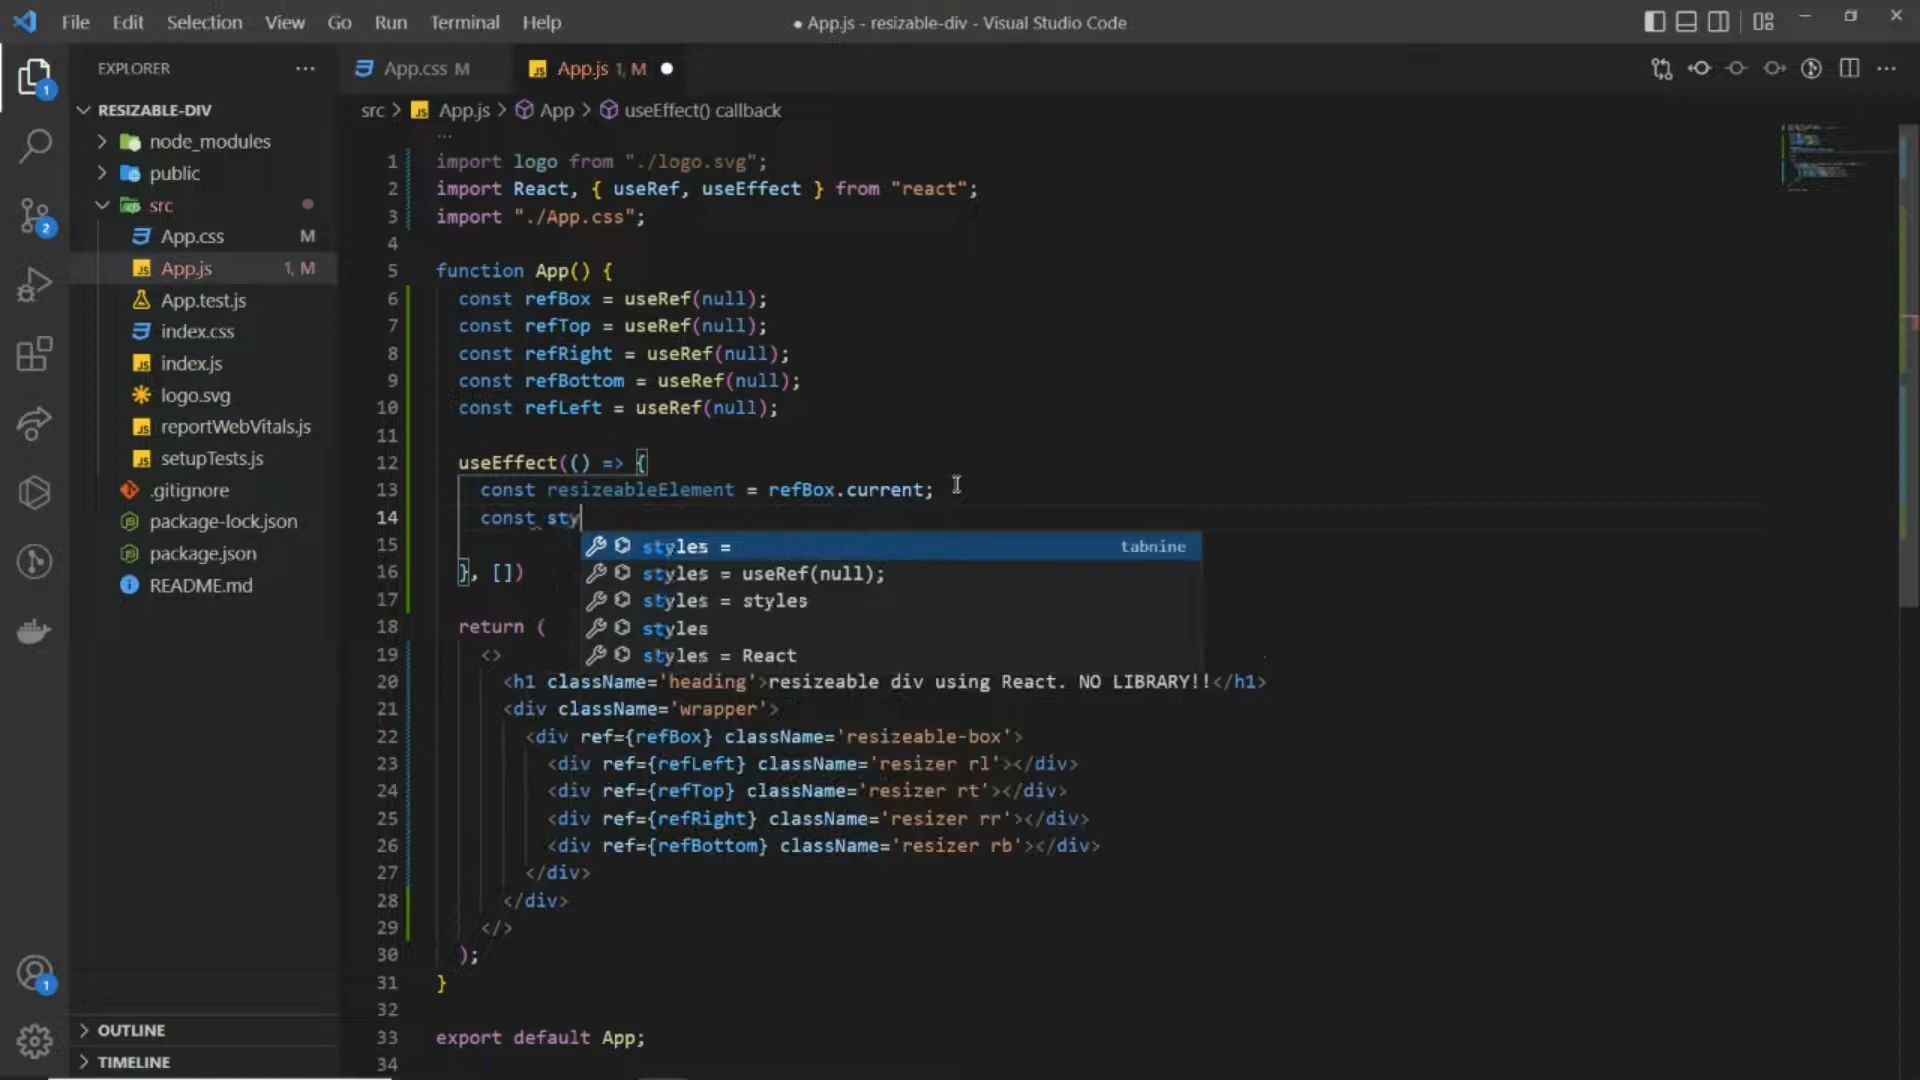 File Edit Selection View Go Run Terminal Help
● App.js - resizable-div - Visual Studio Code
EXPLORER
RESIZABLE-DIV
node_modules
public
src
App.css M
App.js 1, M
App.test.js
index.css
index.js
logo.svg
reportWebVitals.js
setupTests.js
.gitignore
package-lock.json
package.json
README.md
OUTLINE
TIMELINE
1
2
1
App.css M
App.js 1, M
src > App.js > App > useEffect() callback
1 import logo from "./logo.svg";
2 import React, { useRef, useEffect } from "react";
3 import "./App.css";
4
5 function App() {
6 const refBox = useRef(null);
7 const refTop = useRef(null);
8 const refRight = useRef(null);
9 const refBottom = useRef(null);
10 const refLeft = useRef(null);
11
12 useEffect(() => {
13 const resizeableElement = refBox.current;
14 const sty
styles = tabnine
styles = useRef(null);
styles = styles
styles
styles = React
15
16 }, [])
17
18 return (
19 <>
20 <h1 className='heading'>resizeable div using React. NO LIBRARY!!</h1>
21 <div className='wrapper'>
22 <div ref={refBox} className='resizeable-box'>
23 <div ref={refLeft} className='resizer rl'></div>
24 <div ref={refTop} className='resizer rt'></div>
25 <div ref={refRight} className='resizer rr'></div>
26 <div ref={refBottom} className='resizer rb'></div>
27 </div>
28 </div>
29 </>
30 );
31 }
32
33 export default App;
34